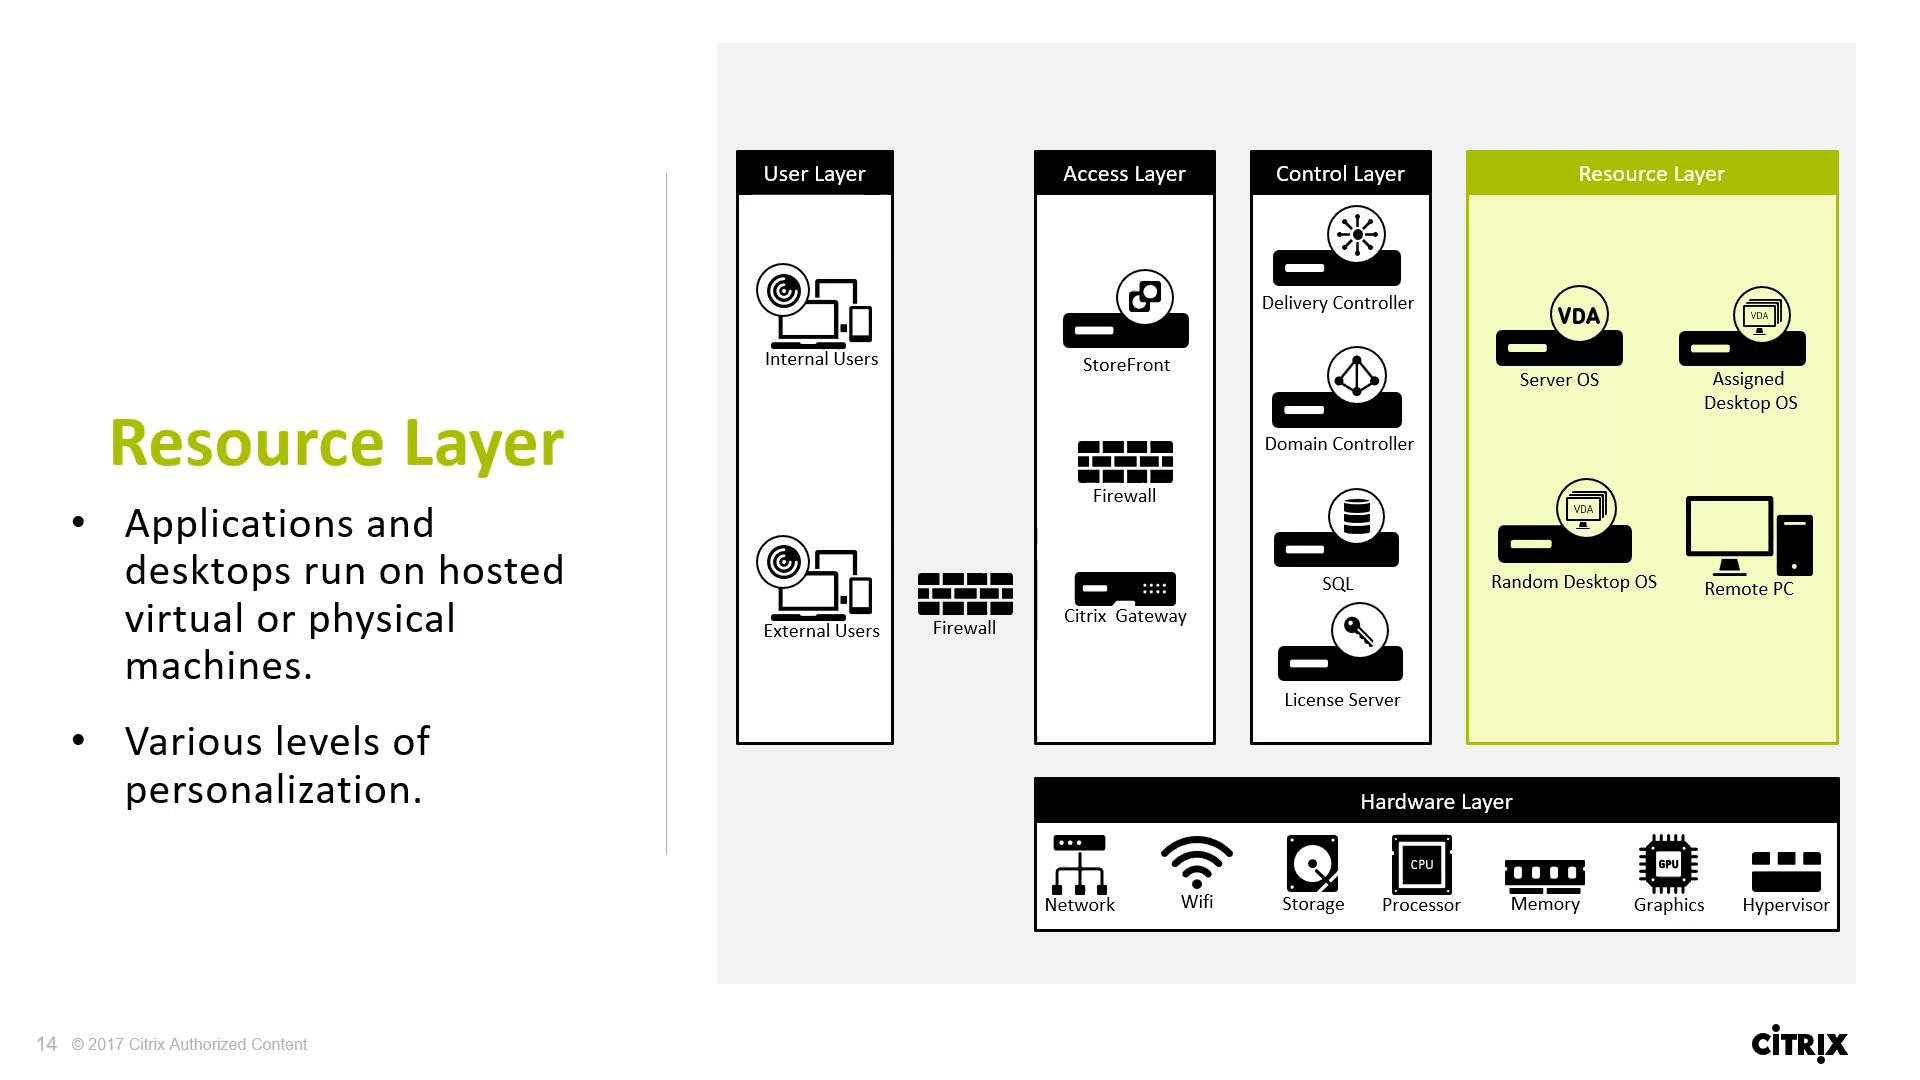 Resource Layer
• Applications and
desktops run on hosted
virtual or physical
machines.
• Various levels of
personalization.
User Layer
Internal Users
External Users
Firewall
Access Layer
StoreFront
Firewall
Citrix Gateway
Control Layer
Delivery Controller
Domain Controller
SQL
License Server
Resource Layer
VDA
Server OS
VDA
Assigned
Desktop OS
VDA
Random Desktop OS
Remote PC
Hardware Layer
Network
Wifi
Storage
CPU
Processor
Memory
GPU
Graphics
Hypervisor
14 © 2017 Citrix Authorized Content
CİTRIX